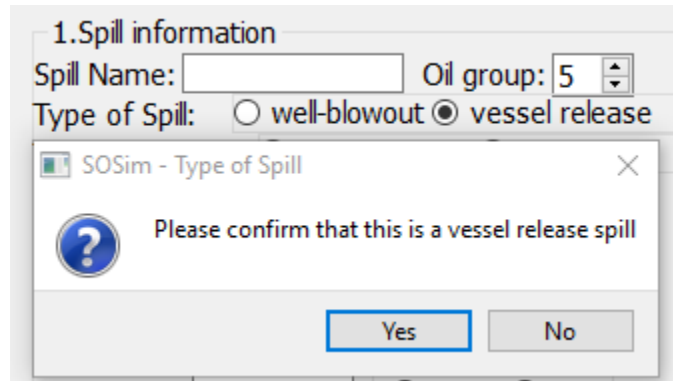 1.Spill information
Spill Name: Oil group: 5
Type of Spill: well-blowout vessel release
SOSim - Type of Spill
Please confirm that this is a vessel release spill
Yes No